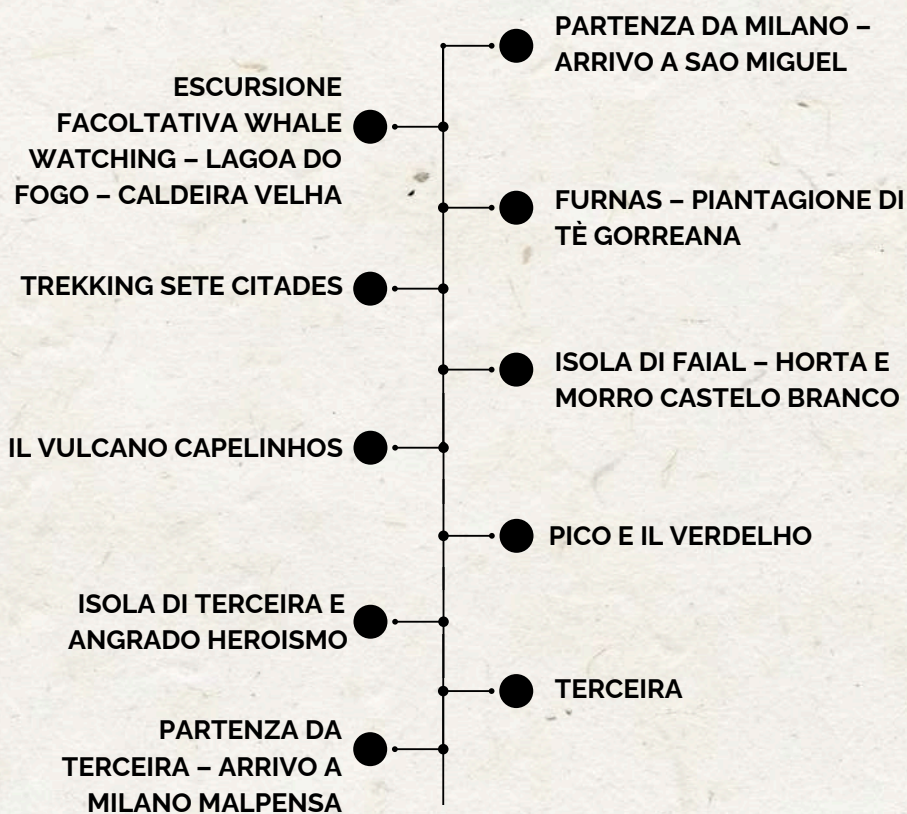 PARTENZA DA MILANO –
ARRIVO A SAO MIGUEL
ESCURSIONE
FACOLTATIVA WHALE
WATCHING – LAGOA DO
FOGO – CALDEIRA VELHA
FURNAS – PIANTAGIONE DI
TÈ GORREANA
TREKKING SETE CITADES
ISOLA DI FAIAL – HORTA E
MORRO CASTELO BRANCO
IL VULCANO CAPELINHOS
PICO E IL VERDELHO
ISOLA DI TERCEIRA E
ANGRADO HEROISMO
TERCEIRA
PARTENZA DA
TERCEIRA – ARRIVO A
MILANO MALPENSA